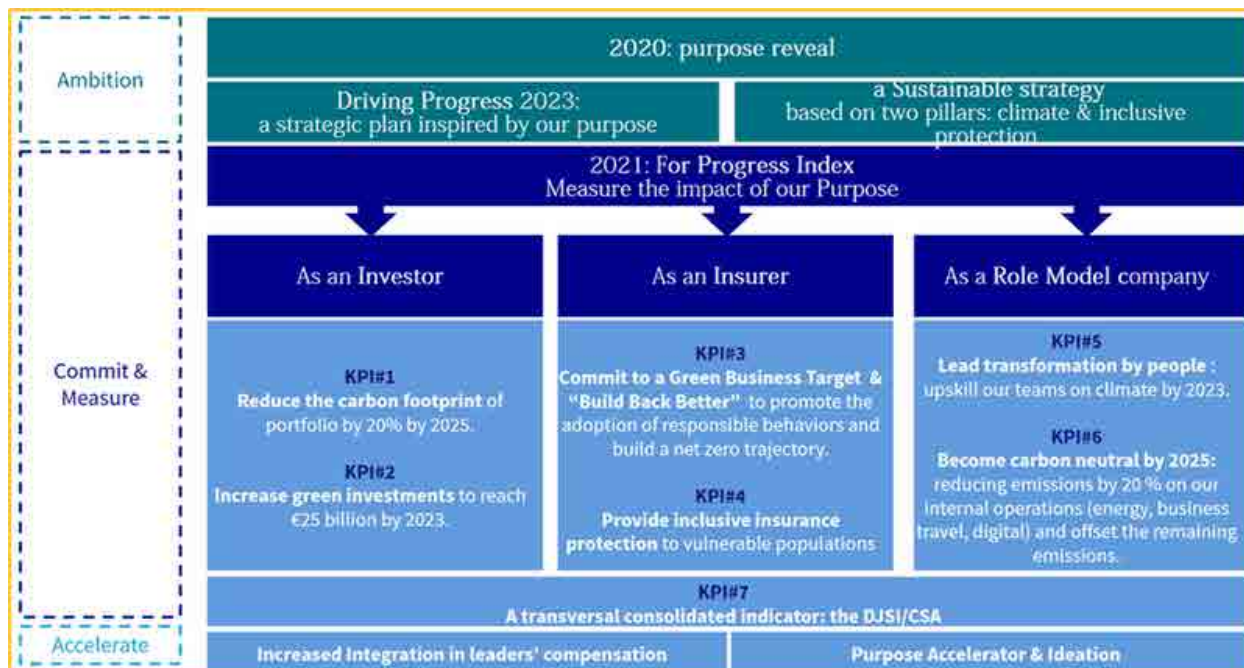 Ambition
2020: purpose reveal
Driving Progress 2023:
a strategic plan inspired by our purpose
a Sustainable strategy
based on two pillars: climate & inclusive
protection
Commit &
Measure
2021: For Progress Index
Measure the impact of our Purpose
As an Investor
KPI#1
Reduce the carbon footprint of
portfolio by 20% by 2025.
KPI#2
Increase green investments to reach
€25 billion by 2023.
As an Insurer
KPI#3
Commit to a Green Business Target &
“Build Back Better” to promote the
adoption of responsible behaviors and
build a net zero trajectory.
KPI#4
Provide inclusive insurance
protection to vulnerable populations
As a Role Model company
KPI#5
Lead transformation by people :
upskill our teams on climate by 2023.
KPI#6
Become carbon neutral by 2025:
reducing emissions by 20 % on our
internal operations (energy, business
travel, digital) and offset the remaining
emissions.
KPI#7
A transversal consolidated indicator: the DJSI/CSA
Accelerate
Increased Integration in leaders' compensation
Purpose Accelerator & Ideation